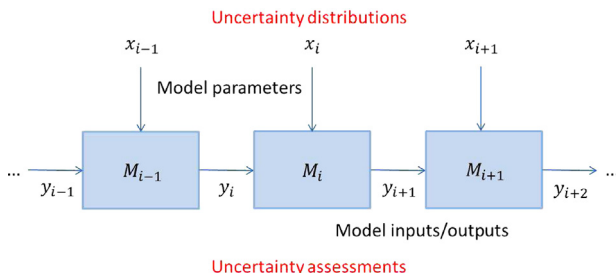 Uncertainty distributions
x_{i-1} x_i x_{i+1}
Model parameters
... M_{i-1} M_i M_{i+1} ...
y_{i-1} y_i y_{i+1} y_{i+2}
Model inputs/outputs
Uncertainty assessments